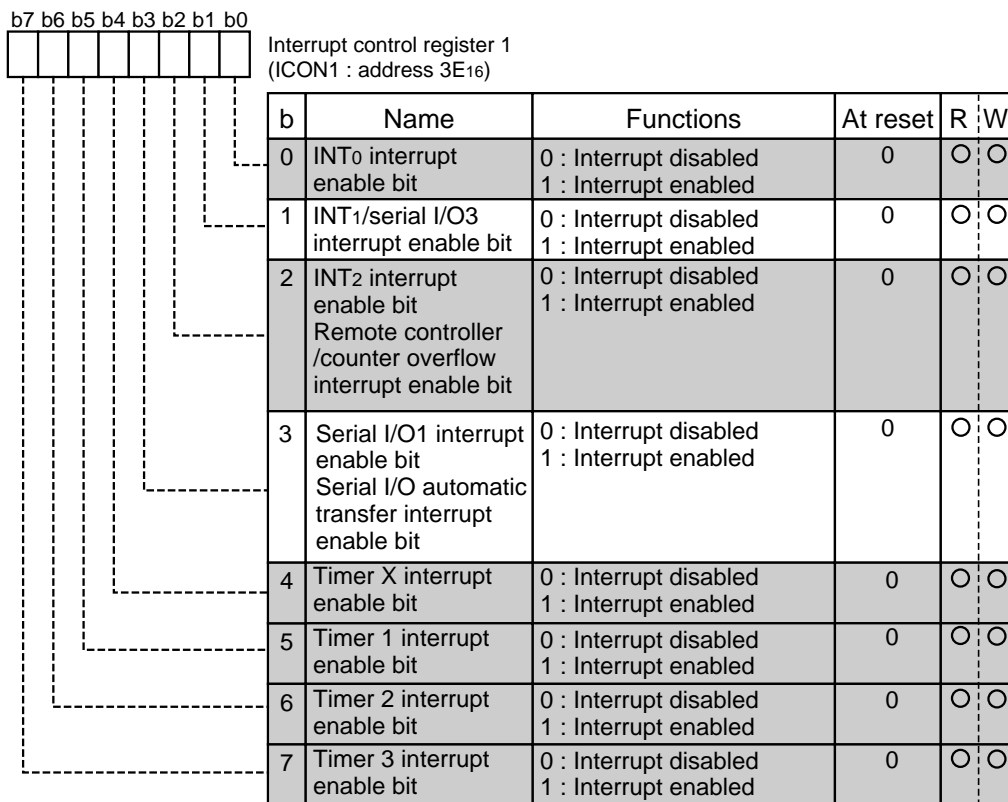 b7 b6 b5 b4 b3 b2 b1 b0
Interrupt control register 1
(ICON1 : address 3E16)
b Name Functions At reset R W
0 INT0 interrupt 0 : Interrupt disabled 0 O O
enable bit 1 : Interrupt enabled
1 INT1/serial I/O3 0 : Interrupt disabled 0 O O
interrupt enable bit 1 : Interrupt enabled
2 INT2 interrupt 0 : Interrupt disabled 0 O O
enable bit 1 : Interrupt enabled
Remote controller
/counter overflow
interrupt enable bit
3 Serial I/O1 interrupt 0 : Interrupt disabled 0 O O
enable bit 1 : Interrupt enabled
Serial I/O automatic
transfer interrupt
enable bit
4 Timer X interrupt 0 : Interrupt disabled 0 O O
enable bit 1 : Interrupt enabled
5 Timer 1 interrupt 0 : Interrupt disabled 0 O O
enable bit 1 : Interrupt enabled
6 Timer 2 interrupt 0 : Interrupt disabled 0 O O
enable bit 1 : Interrupt enabled
7 Timer 3 interrupt 0 : Interrupt disabled 0 O O
enable bit 1 : Interrupt enabled